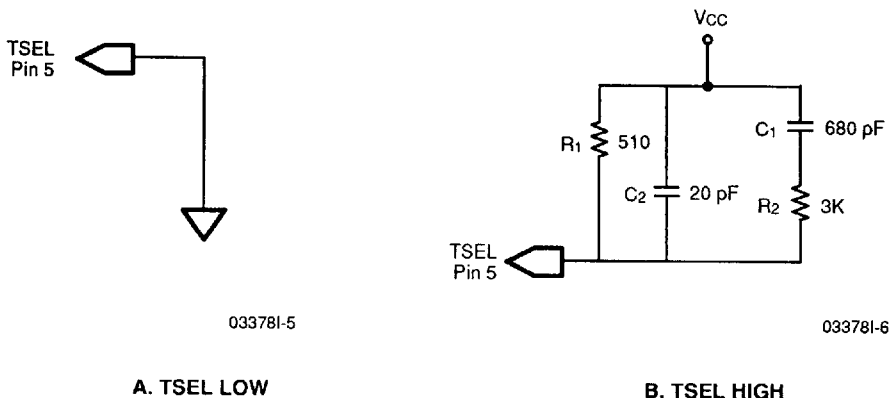 TSEL
Pin 5
03378I-5
A. TSEL LOW
VCC
R1 510
C2 20 pF
C1 680 pF
R2 3K
TSEL
Pin 5
03378I-6
B. TSEL HIGH